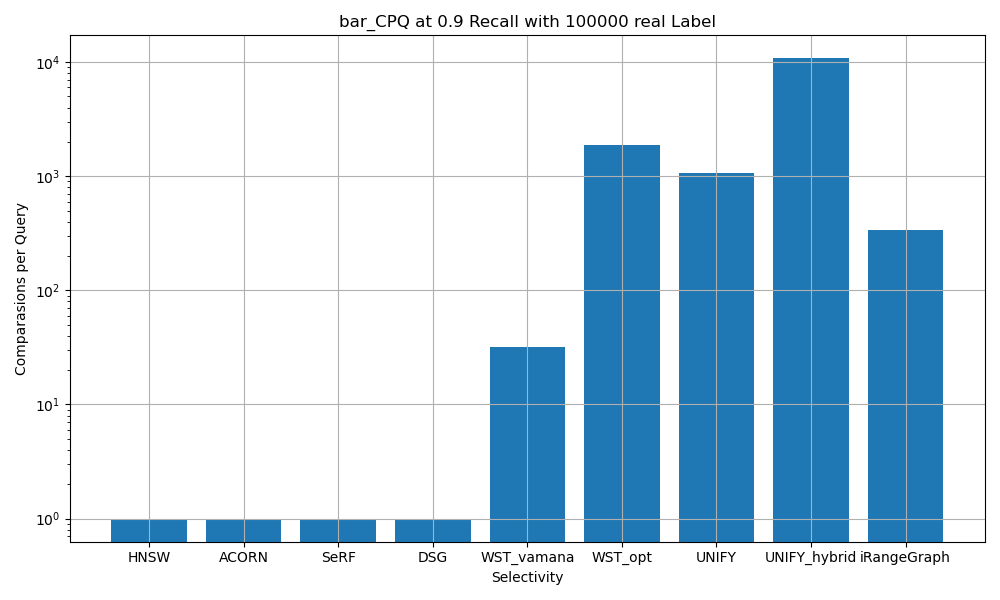 bar_CPQ at 0.9 Recall with 100000 real Label
Comparasions per Query
10^4
10^3
10^2
10^1
10^0
HNSW ACORN SeRF DSG WST_vamana WST_opt UNIFY UNIFY_hybrid iRangeGraph
Selectivity